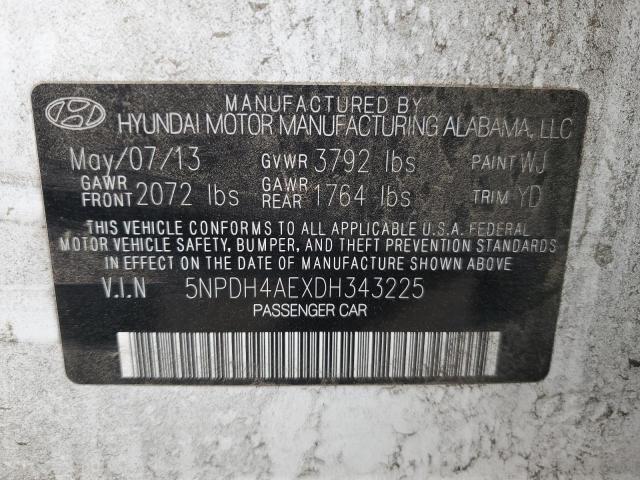 MANUFACTURED BY
HYUNDAI MOTOR MANUFACTURING ALABAMA, LLC
May/07/13 GVWR 3792 lbs PAINT WJ
GAWR FRONT 2072 lbs GAWR REAR 1764 lbs TRIM YD
THIS VEHICLE CONFORMS TO ALL APPLICABLE U.S.A. FEDERAL
MOTOR VEHICLE SAFETY, BUMPER, AND THEFT PREVENTION STANDARDS
IN EFFECT ON THE DATE OF MANUFACTURE SHOWN ABOVE
V.I.N 5NPDH4AEXDH343225
PASSENGER CAR